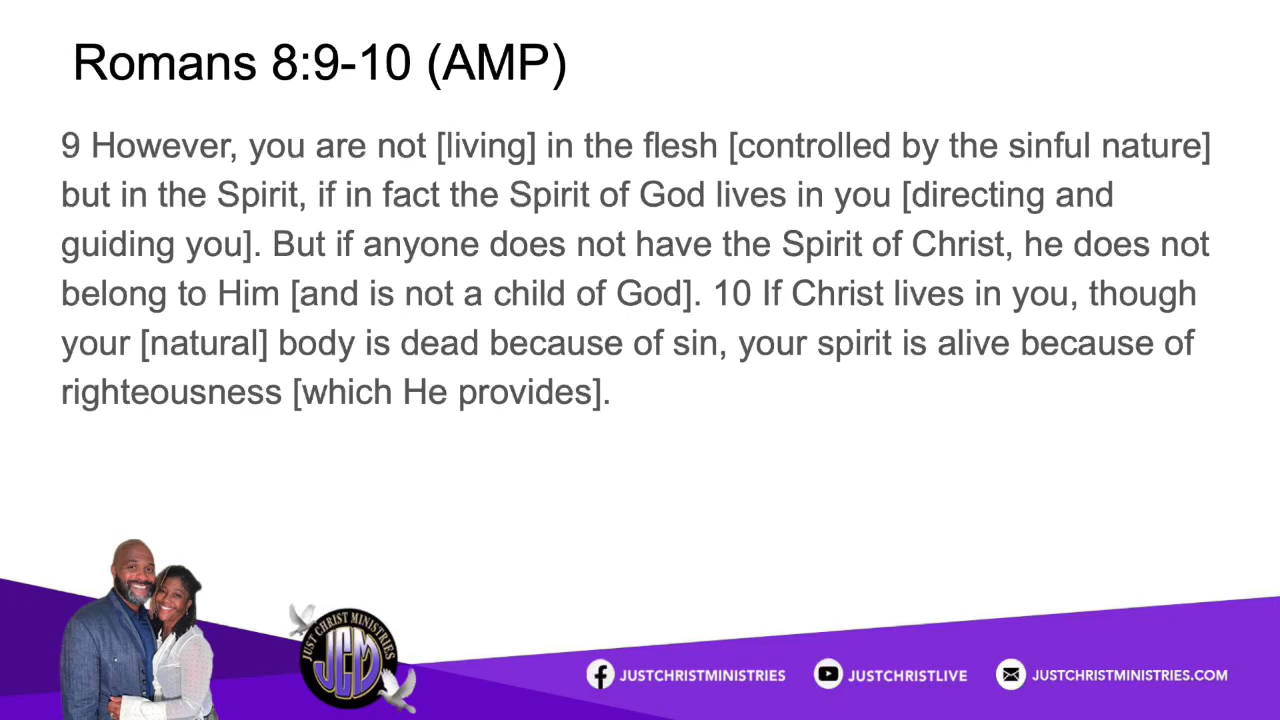 Romans 8:9-10 (AMP)
9 However, you are not [living] in the flesh [controlled by the sinful nature]
but in the Spirit, if in fact the Spirit of God lives in you [directing and
guiding you]. But if anyone does not have the Spirit of Christ, he does not
belong to Him [and is not a child of God]. 10 If Christ lives in you, though
your [natural] body is dead because of sin, your spirit is alive because of
righteousness [which He provides].
JUST CHRIST MINISTRIES
JCM
JUSTCHRISTMINISTRIES
JUSTCHRISTLIVE
JUSTCHRISTMINISTRIES.COM